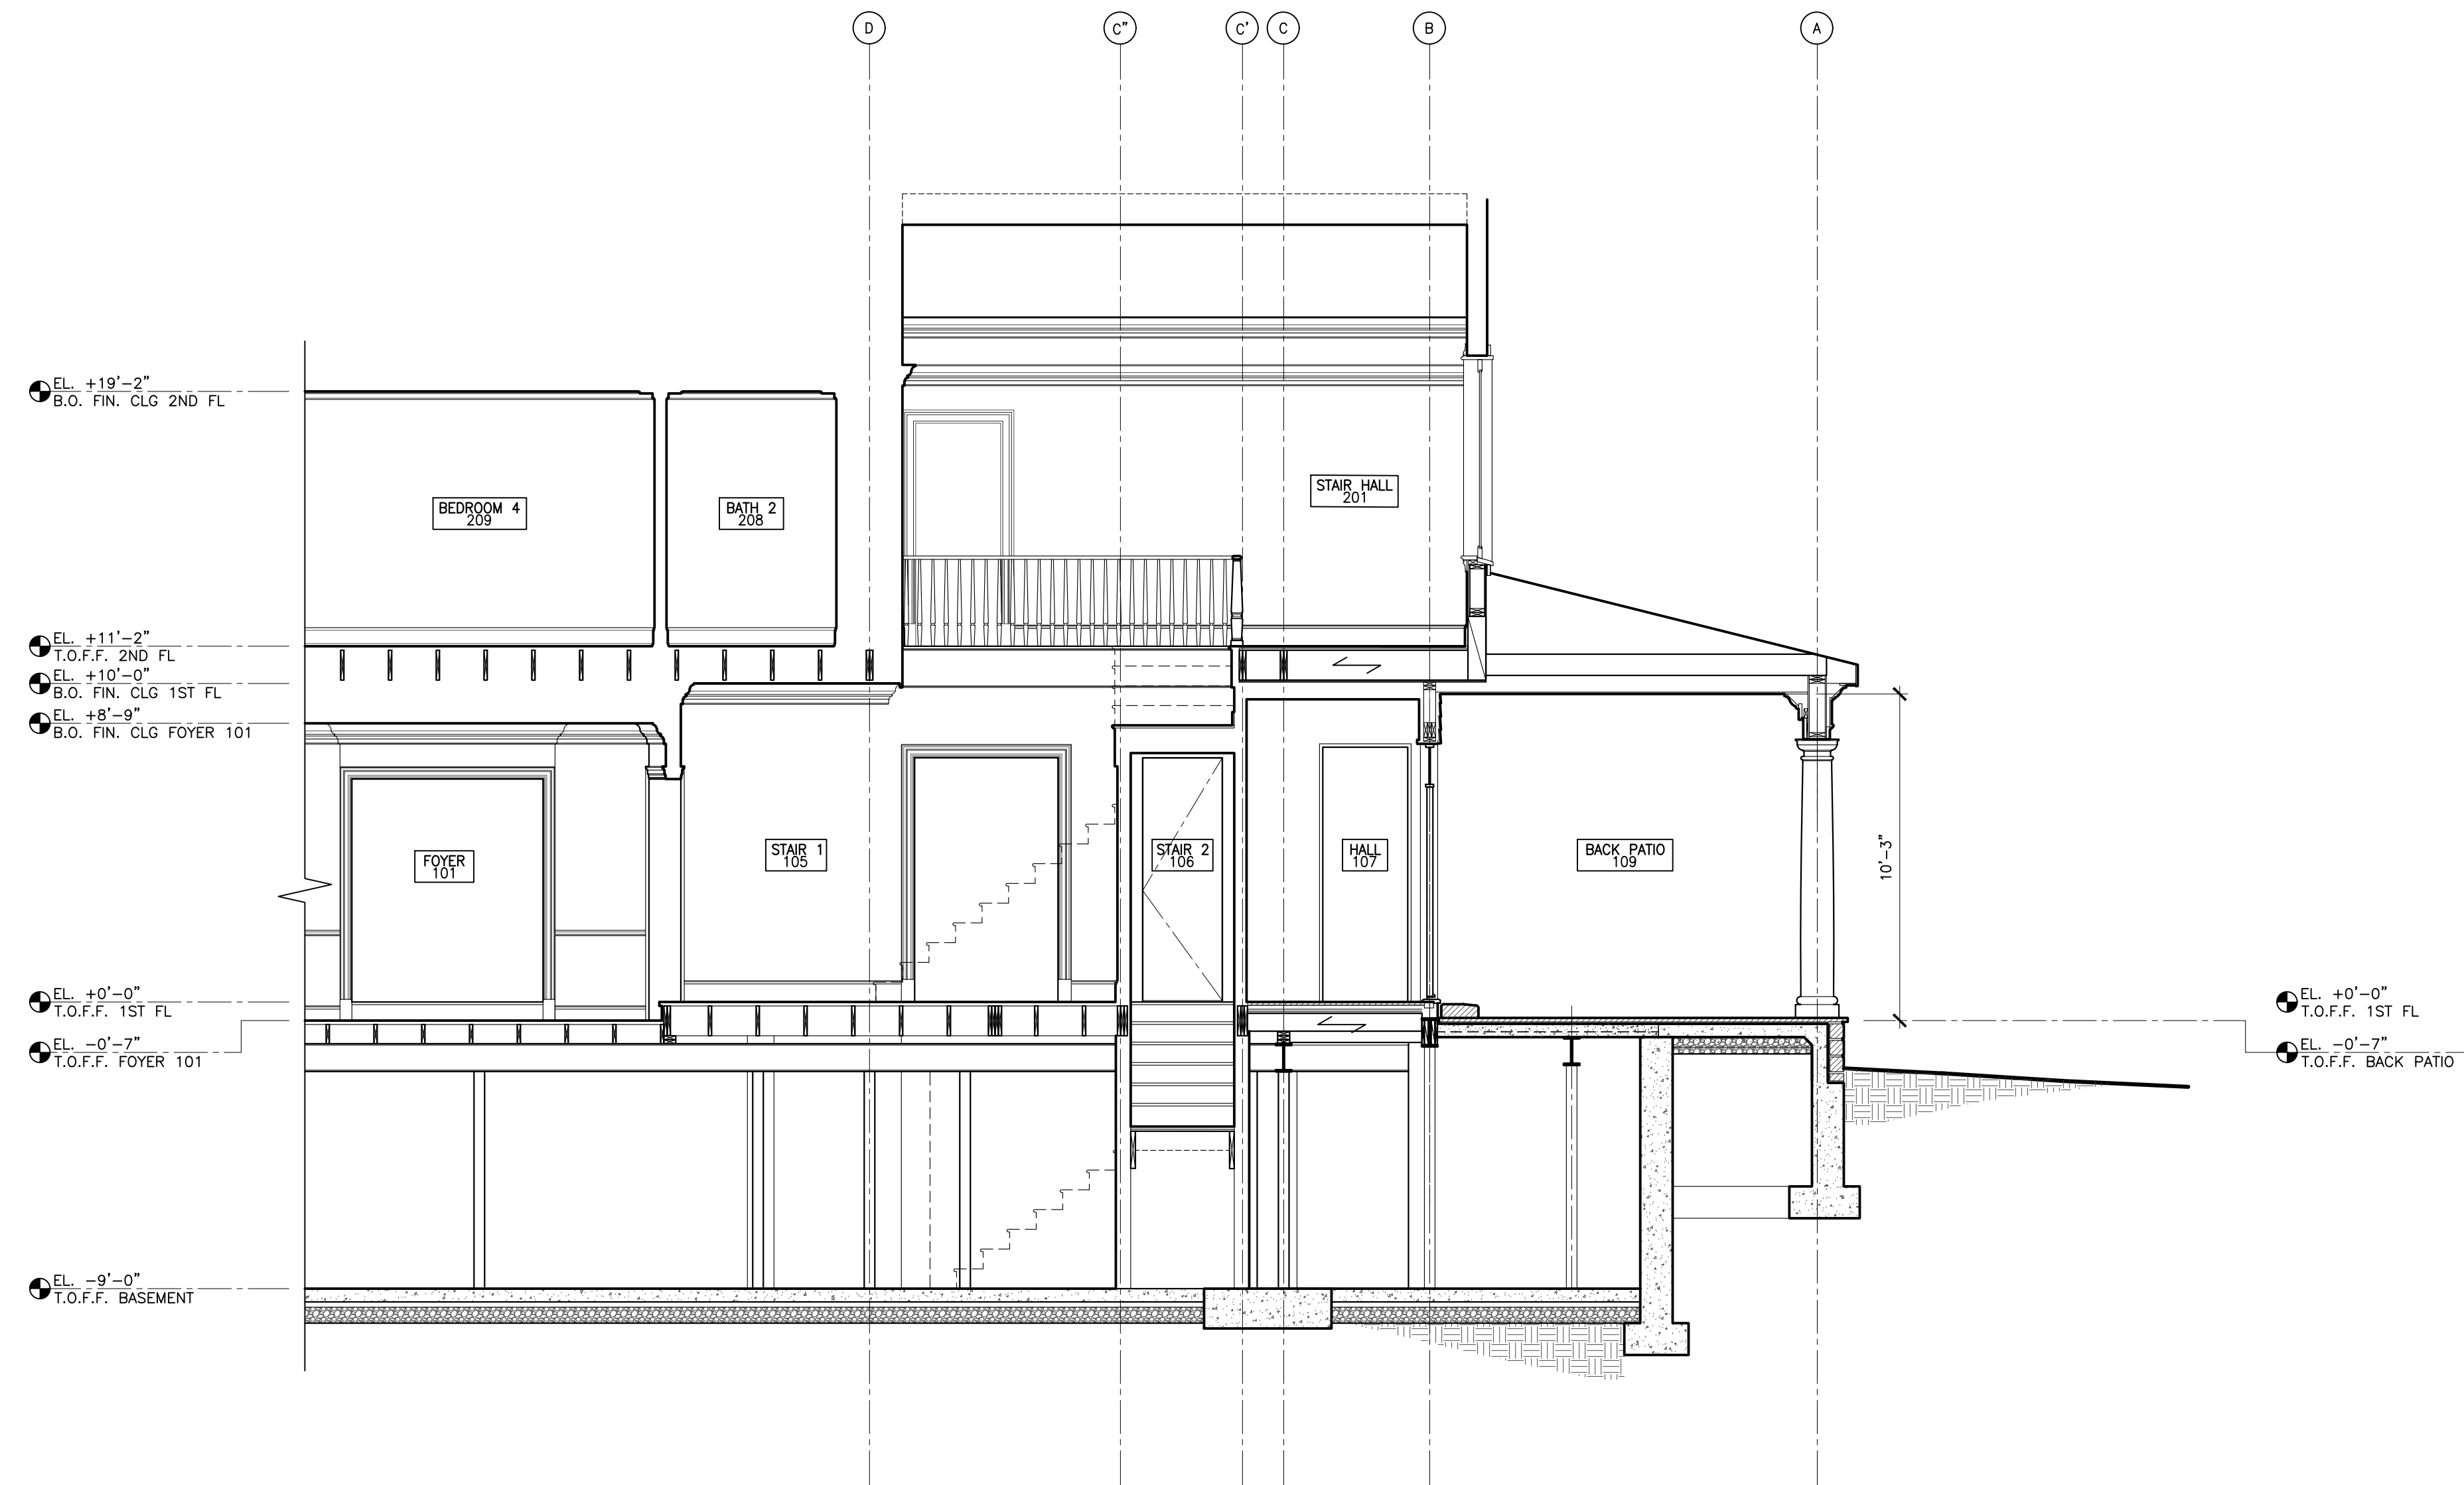 D
C"
C'
C
B
A
EL. +19'-2"
B.O. FIN. CLG 2ND FL
STAIR HALL
201
BEDROOM 4
209
BATH 2
208
EL. +11'-2"
T.O.F.F. 2ND FL
EL. +10'-0"
B.O. FIN. CLG 1ST FL
EL. +8'-9"
B.O. FIN. CLG FOYER 101
FOYER
101
STAIR 1
105
STAIR 2
106
HALL
107
BACK PATIO
109
10'-3"
EL. +0'-0"
T.O.F.F. 1ST FL
EL. -0'-7"
T.O.F.F. FOYER 101
EL. +0'-0"
T.O.F.F. 1ST FL
EL. -0'-7"
T.O.F.F. BACK PATIO
EL. -9'-0"
T.O.F.F. BASEMENT